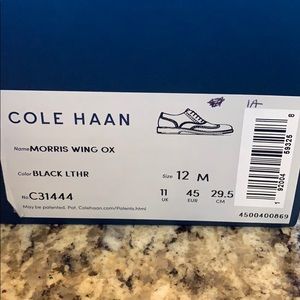 COLE HAAN
Name MORRIS WING OX
Color BLACK LTHR
Size 12 M
No. C31444
11 45 29.5
UK EUR CM
May be patented. Pat. Colehaan.com/Patents.html
4500400869